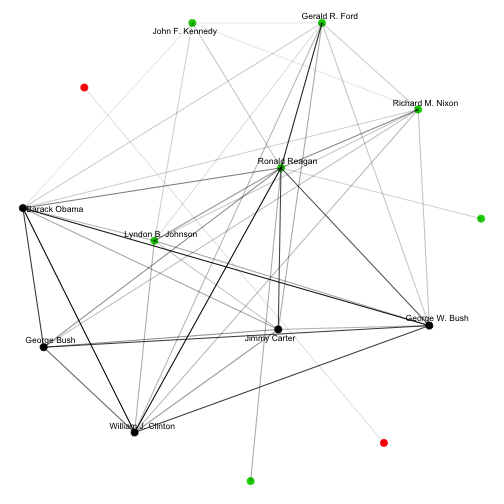 Gerald R. Ford
John F. Kennedy
Richard M. Nixon
Ronald Reagan
Barack Obama
Lyndon B. Johnson
George W. Bush
George Bush
Jimmy Carter
William J. Clinton